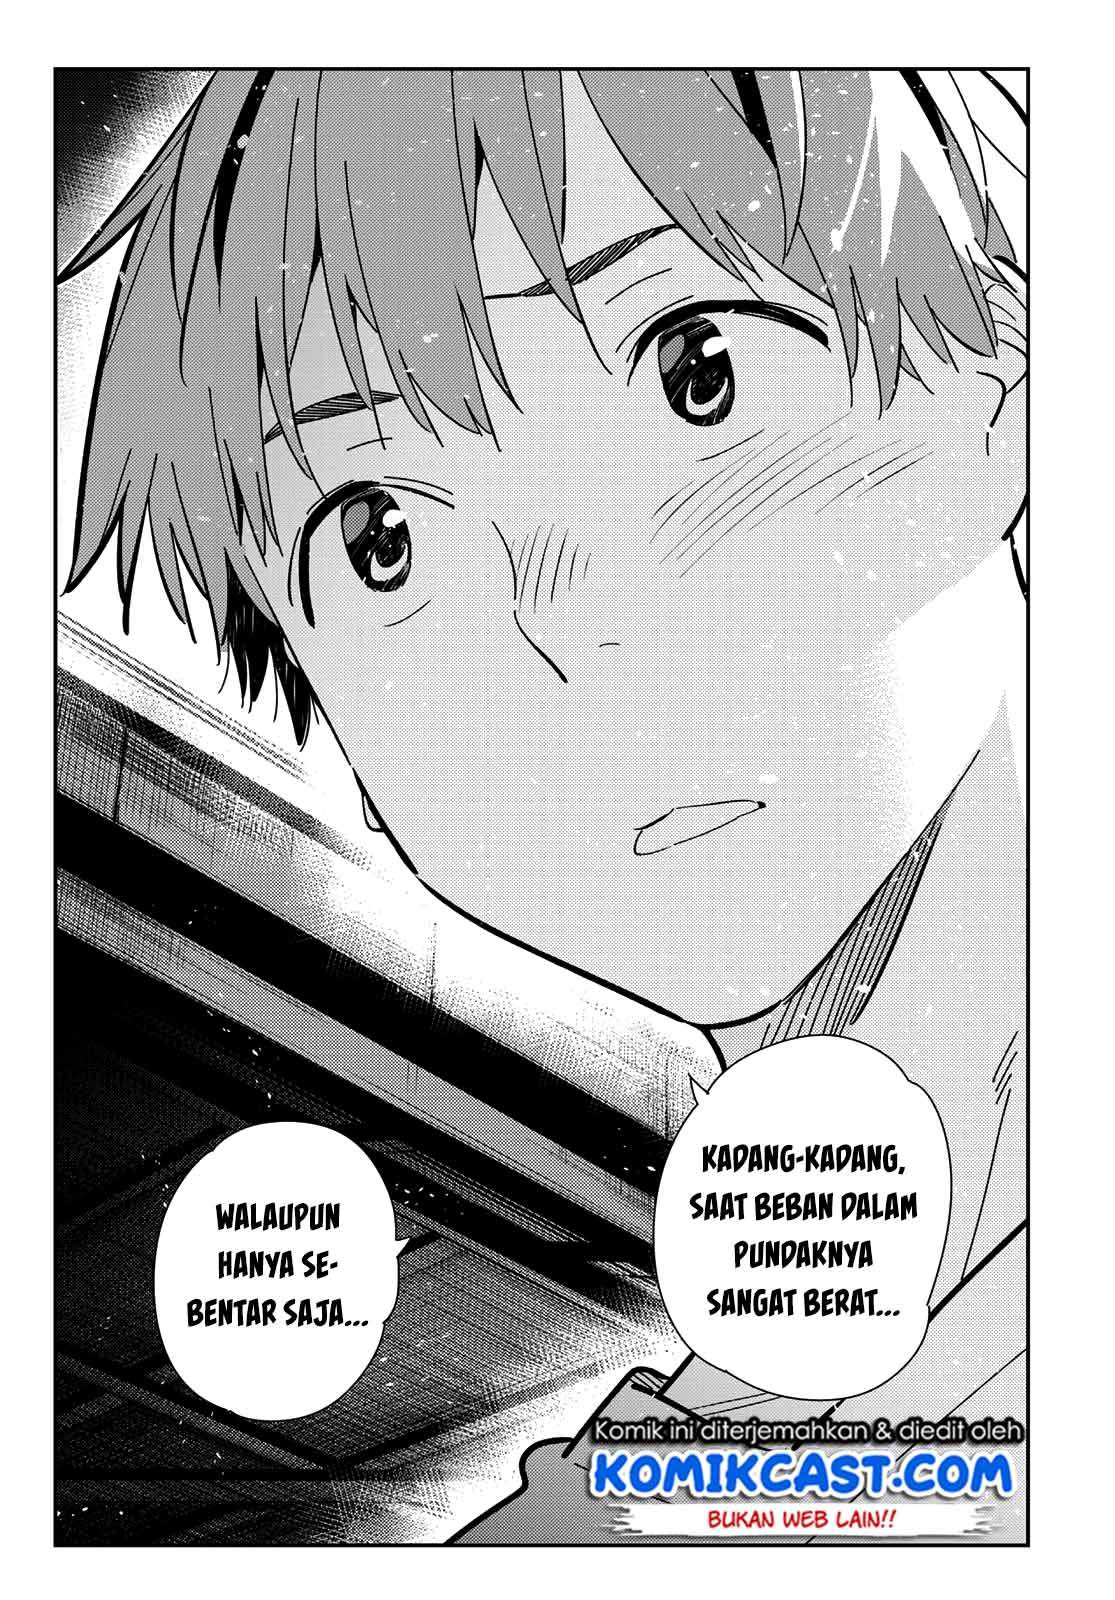 KADANG-KADANG,
SAAT BEBAN DALAM
PUNDAKNYA
SANGAT BERAT...
WALAUPUN
HANYA SE-
BENTAR SAJA...
Komik ini diterjemahkan & diedit oleh
KOMIKCAST.COM
BUKAN WEB LAIN!!